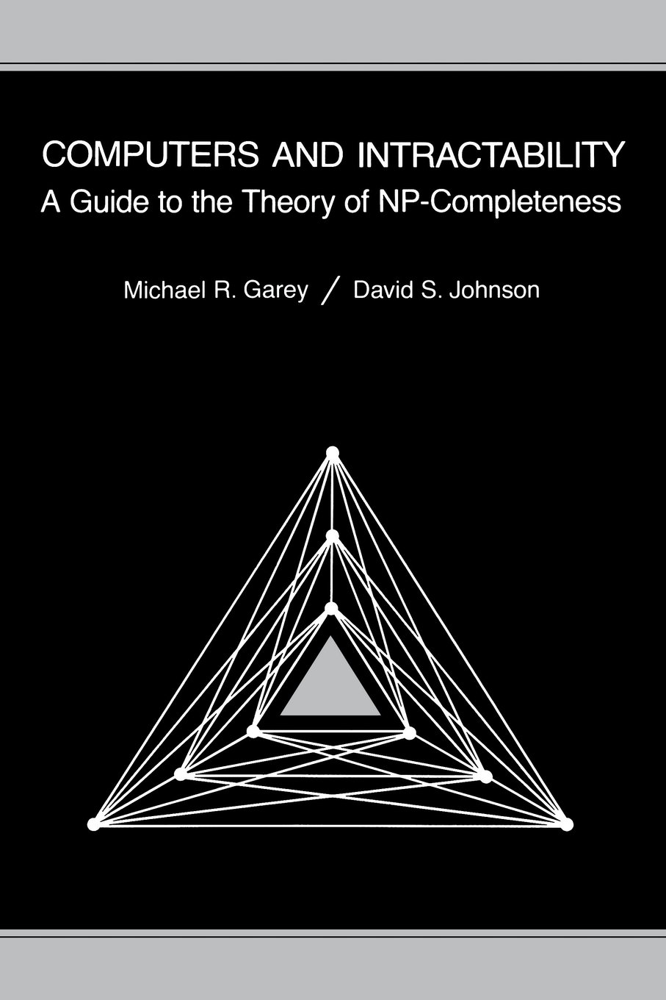 COMPUTERS AND INTRACTABILITY
A Guide to the Theory of NP-Completeness
Michael R. Garey / David S. Johnson